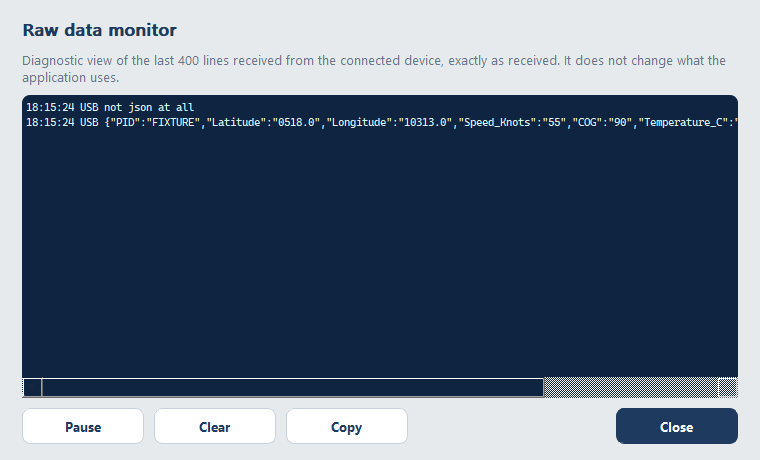 Raw data monitor
Diagnostic view of the last 400 lines received from the connected device, exactly as received. It does not change what the
application uses.
18:15:24 USB not json at all
18:15:24 USB {"PID":"FIXTURE","Latitude":"0518.0","Longitude":"10313.0","Speed_Knots":"55","COG":"90","Temperature_C":"
Pause
Clear
Copy
Close